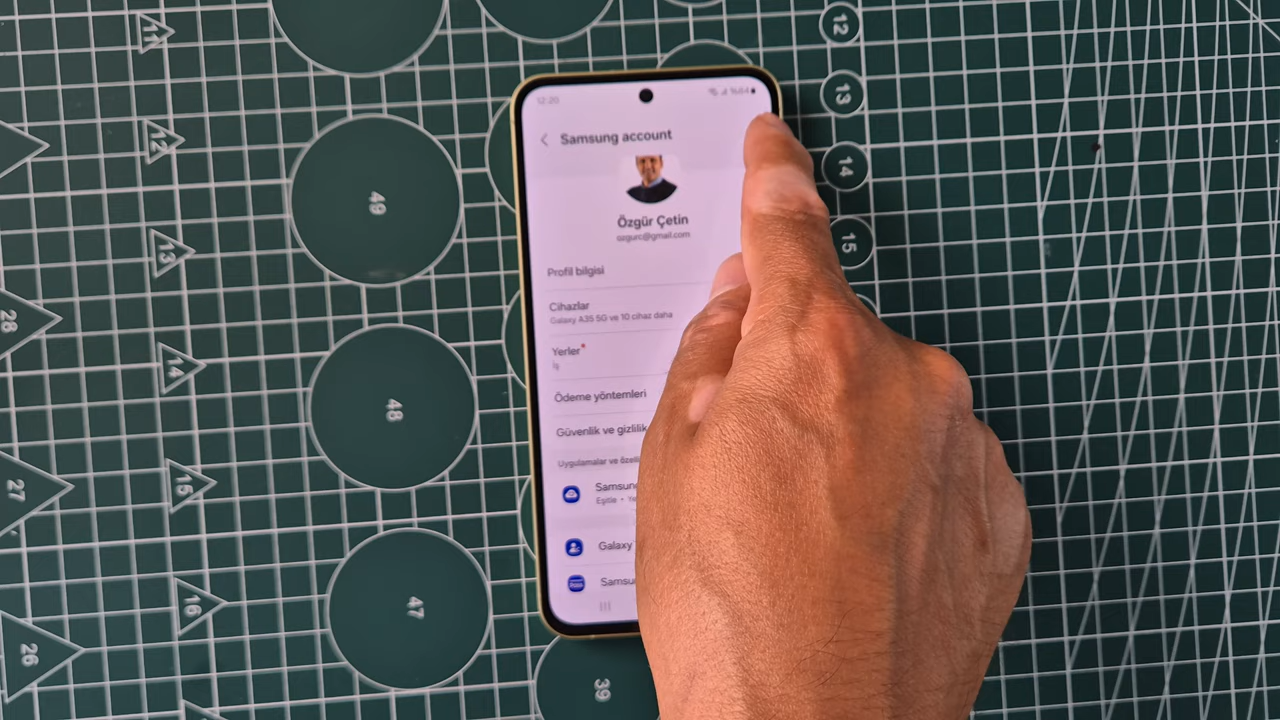 12:20
%64
Samsung account
Özgür Çetin
ozgurc@gmail.com
Profil bilgisi
Cihazlar
Galaxy A35 5G ve 10 cihaz daha
Yerler*
İş
Ödeme yöntemleri
Güvenlik ve gizlilik
Uygulamalar ve
Samsung
Eşitle •
Galaxy
11
12
13
14
15
16
28
27
26
49
48
47
39
12
13
14
15